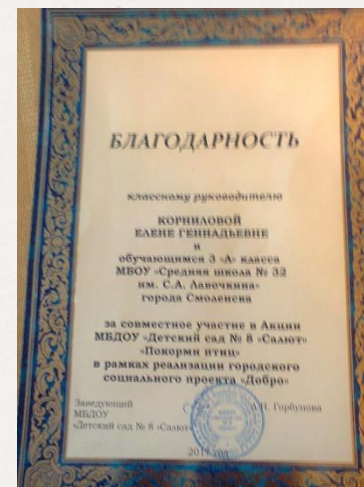 БЛАГОДАРНОСТЬ
классному руководителю
КОРНИЛОВОЙ
ЕЛЕНЕ ГЕННАДЬЕВНЕ
и
обучающимся 3 «А» класса
МБОУ «Средняя школа № 32
им. С.А. Лавочкина»
города Смоленска
за совместное участие в Акции
МБДОУ «Детский сад № 8 «Салют»
«Покорми птиц»
в рамках реализации городского
социального проекта «Добро»
Заведующий
МБДОУ Горбунова
«Детский сад № 8 «Салют»
год